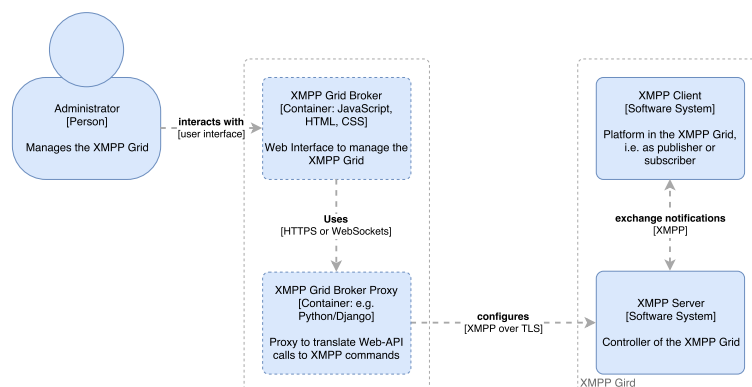 Administrator
[Person]
Manages the XMPP Grid
interacts with
[user interface]
XMPP Grid Broker
[Container: JavaScript,
HTML, CSS]
Web Interface to manage the
XMPP Grid
XMPP Client
[Software System]
Platform in the XMPP Grid,
i.e. as publisher or
subscriber
Uses
[HTTPS or WebSockets]
exchange notifications
[XMPP]
XMPP Grid Broker Proxy
[Container: e.g.
Python/Django]
Proxy to translate Web-API
calls to XMPP commands
configures
[XMPP over TLS]
XMPP Server
[Software System]
Controller of the XMPP Grid
XMPP Gird